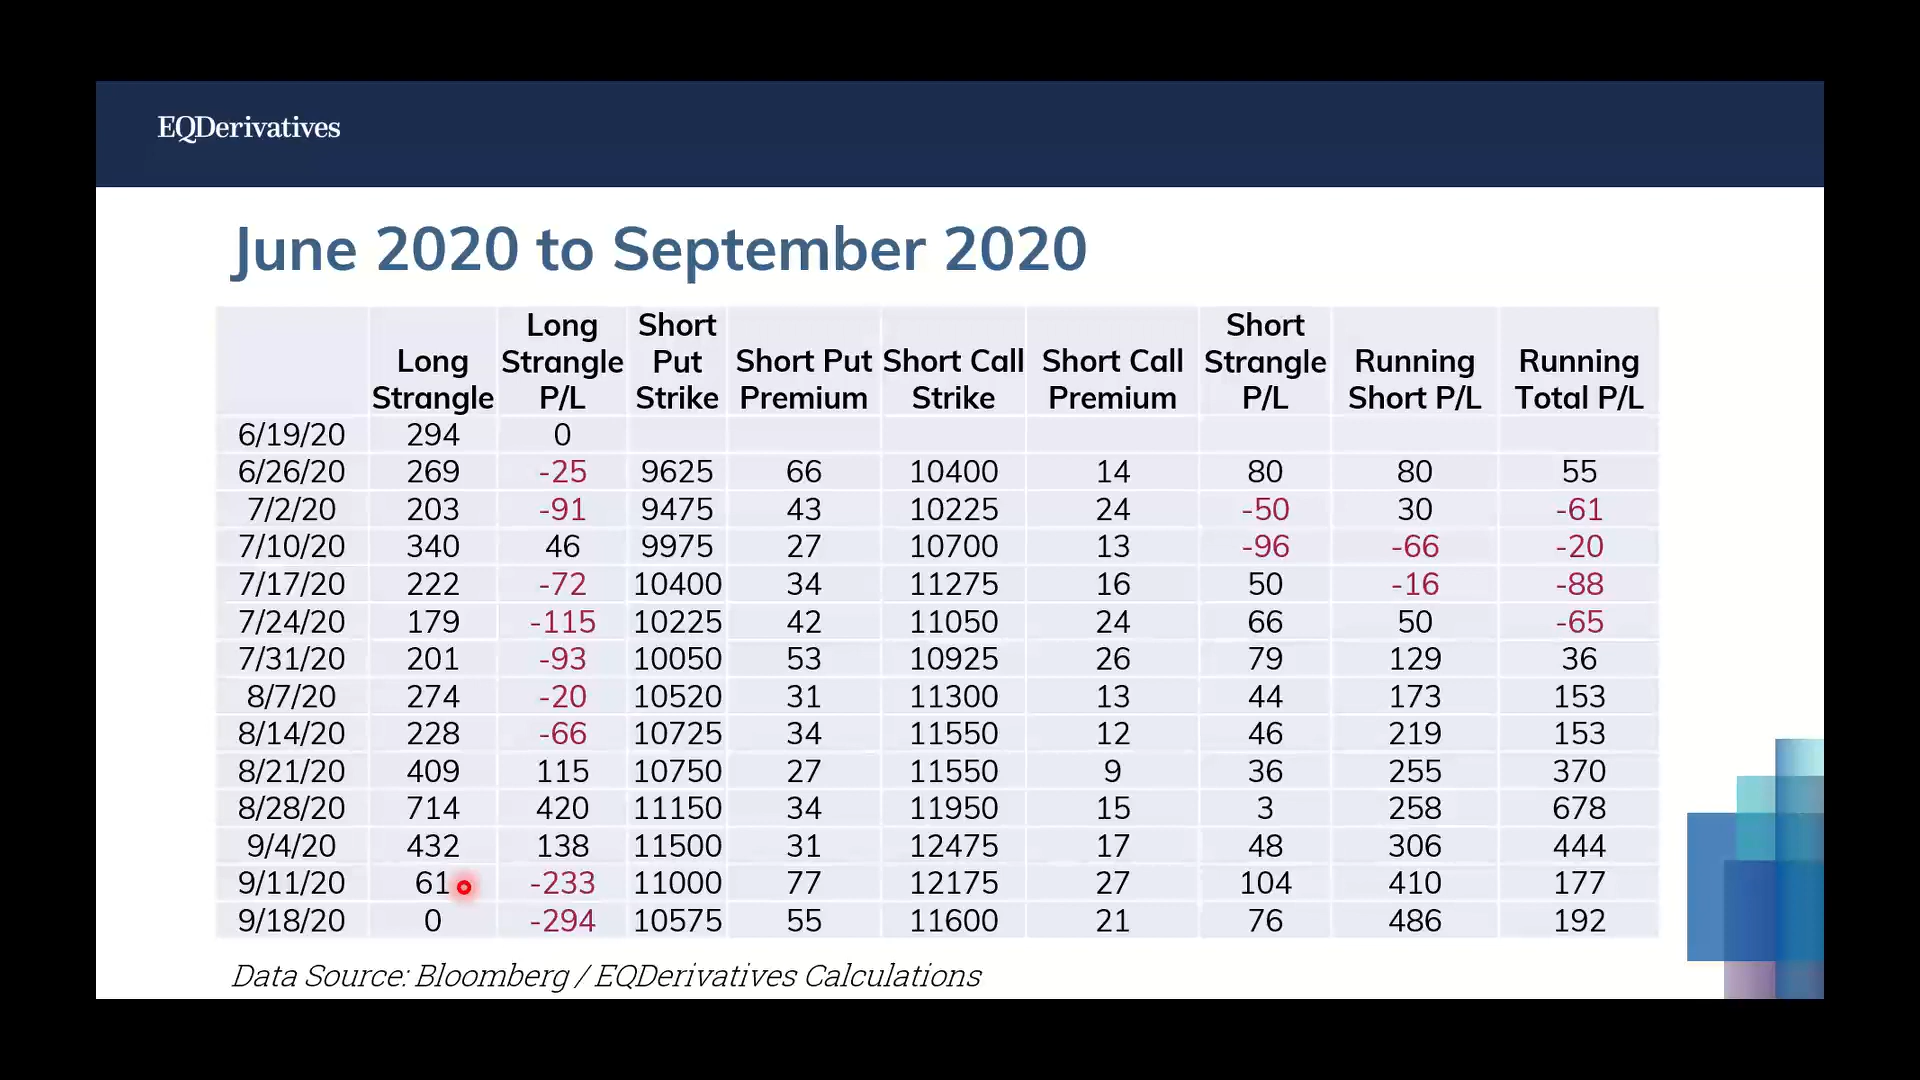 EQDerivatives
June 2020 to September 2020
Long Strangle | Long Strangle P/L | Short Put Strike | Short Put Premium | Short Call Strike | Short Call Premium | Short Strangle P/L | Running Short P/L | Running Total P/L
6/19/20 294 0
6/26/20 269 -25 9625 66 10400 14 80 80 55
7/2/20 203 -91 9475 43 10225 24 -50 30 -61
7/10/20 340 46 9975 27 10700 13 -96 -66 -20
7/17/20 222 -72 10400 34 11275 16 50 -16 -88
7/24/20 179 -115 10225 42 11050 24 66 50 -65
7/31/20 201 -93 10050 53 10925 26 79 129 36
8/7/20 274 -20 10520 31 11300 13 44 173 153
8/14/20 228 -66 10725 34 11550 12 46 219 153
8/21/20 409 115 10750 27 11550 9 36 255 370
8/28/20 714 420 11150 34 11950 15 3 258 678
9/4/20 432 138 11500 31 12475 17 48 306 444
9/11/20 61 -233 11000 77 12175 27 104 410 177
9/18/20 0 -294 10575 55 11600 21 76 486 192
Data Source: Bloomberg / EQDerivatives Calculations